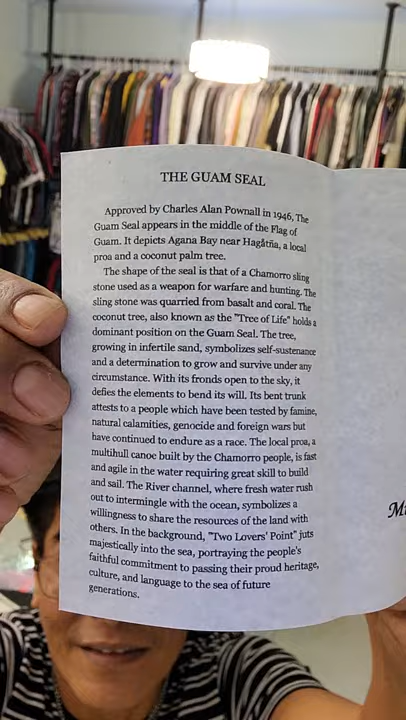 THE GUAM SEAL
Approved by Charles Alan Pownall in 1946, The
Guam Seal appears in the middle of the Flag of
Guam. It depicts Agana Bay near Hagåtña, a local
proa and a coconut palm tree.
The shape of the seal is that of a Chamorro sling
stone used as a weapon for warfare and hunting. The
sling stone was quarried from basalt and coral. The
coconut tree, also known as the "Tree of Life" holds a
dominant position on the Guam Seal. The tree,
growing in infertile sand, symbolizes self-sustenance
and a determination to grow and survive under any
circumstance. With its fronds open to the sky, it
defies the elements to bend its will. Its bent trunk
attests to a people which have been tested by famine,
natural calamities, genocide and foreign wars but
have continued to endure as a race. The local proa, a
multihull canoe built by the Chamorro people, is fast
and agile in the water requiring great skill to build
and sail. The River channel, where fresh water rush
out to intermingle with the ocean, symbolizes a
willingness to share the resources of the land with
others. In the background, "Two Lovers' Point" juts
majestically into the sea, portraying the people's
faithful commitment to passing their proud heritage,
culture, and language to the sea of future
generations.